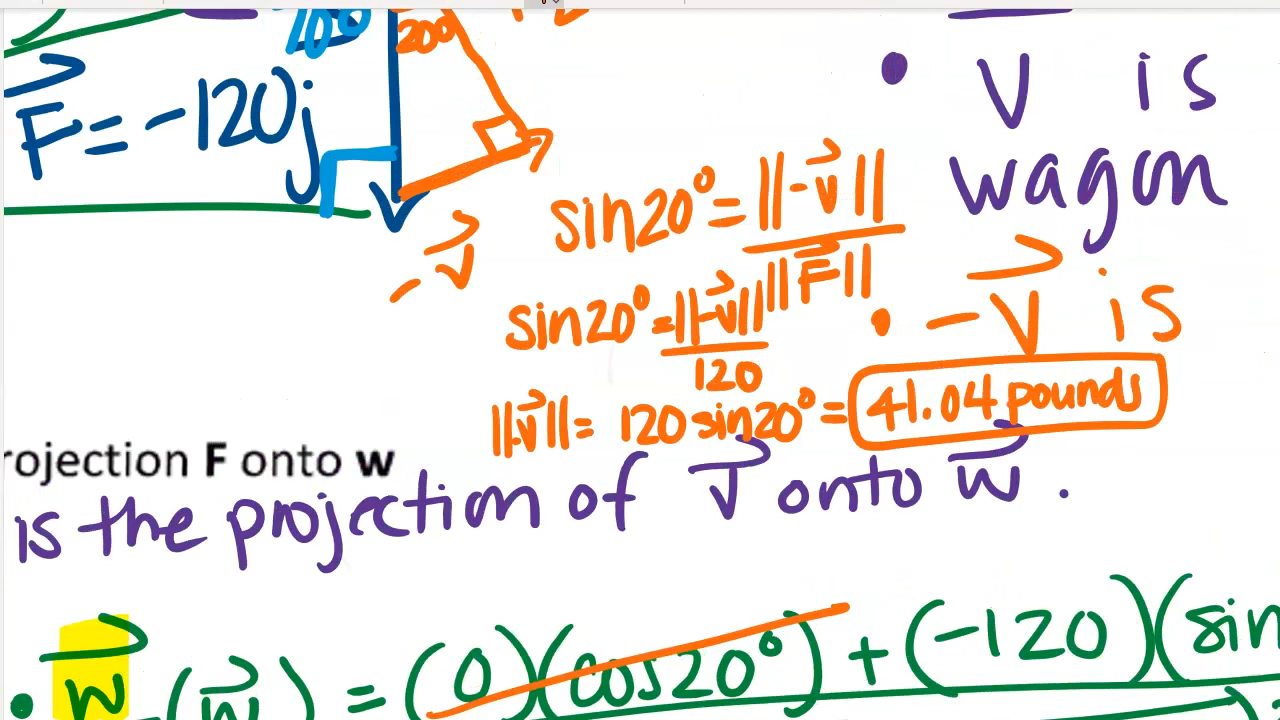 20°
F = -120j
-v
sin20° = ||-v||
||F||
sin20° = ||-v||
120
||-v|| = 120 sin20° = 41.04 pounds
• v is
wagon
• -v is
rojection F onto w
is the projection of v onto w.
• w (w) = (0)(cos20°) + (-120)(sin